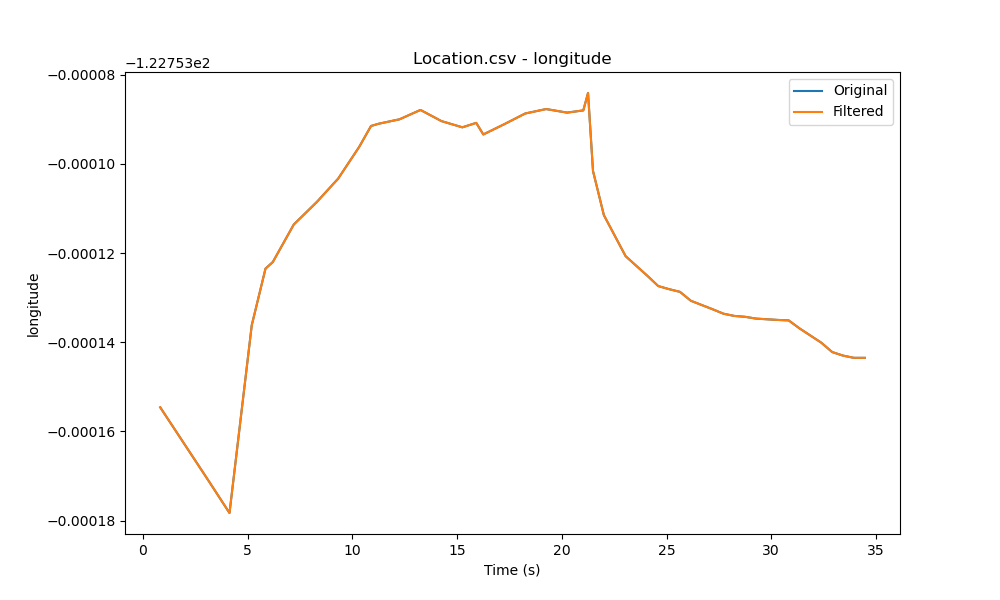 Location.csv - longitude
−1.22753e2
Original
Filtered
−0.00008
−0.00010
−0.00012
−0.00014
−0.00016
−0.00018
longitude
0 5 10 15 20 25 30 35
Time (s)